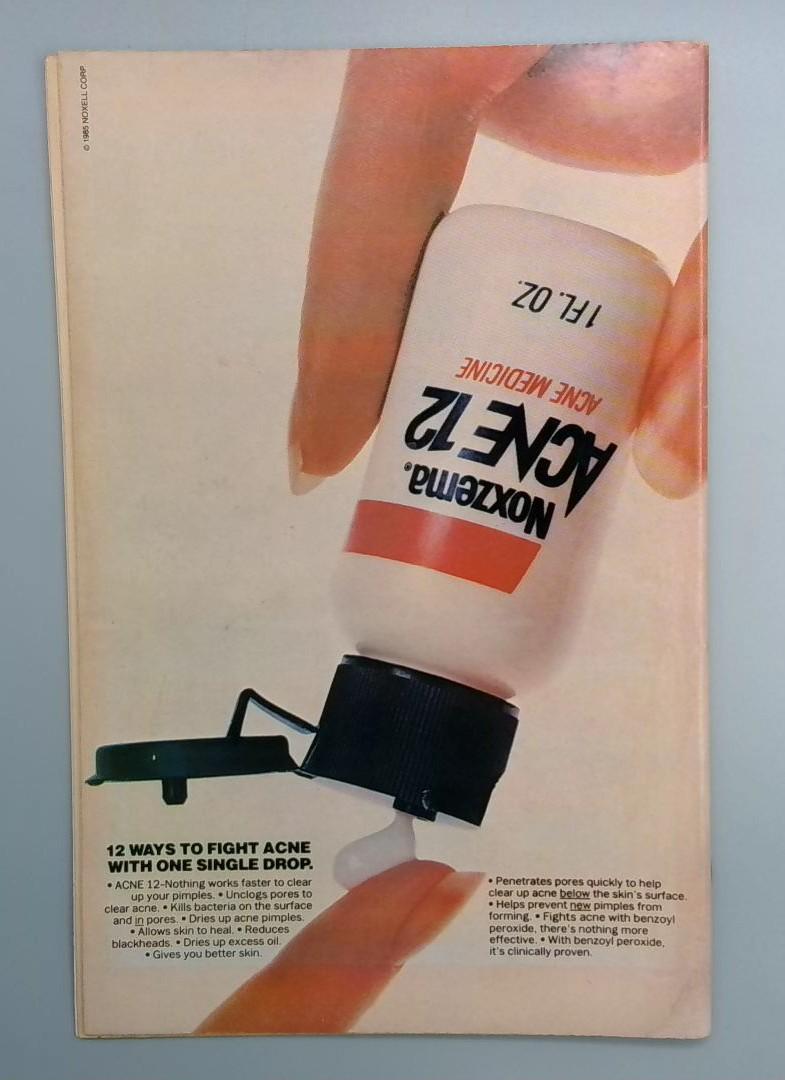 © 1985 NOXELL CORP
1 FL. OZ.
ACNE MEDICINE
ACNE 12
Noxzema®
12 WAYS TO FIGHT ACNE
WITH ONE SINGLE DROP.
• ACNE 12–Nothing works faster to clear
up your pimples. • Unclogs pores to
clear acne. • Kills bacteria on the surface
and in pores. • Dries up acne pimples.
• Allows skin to heal. • Reduces
blackheads. • Dries up excess oil.
• Gives you better skin.
• Penetrates pores quickly to help
clear up acne below the skin's surface.
• Helps prevent new pimples from
forming. • Fights acne with benzoyl
peroxide, there's nothing more
effective. • With benzoyl peroxide,
it's clinically proven.